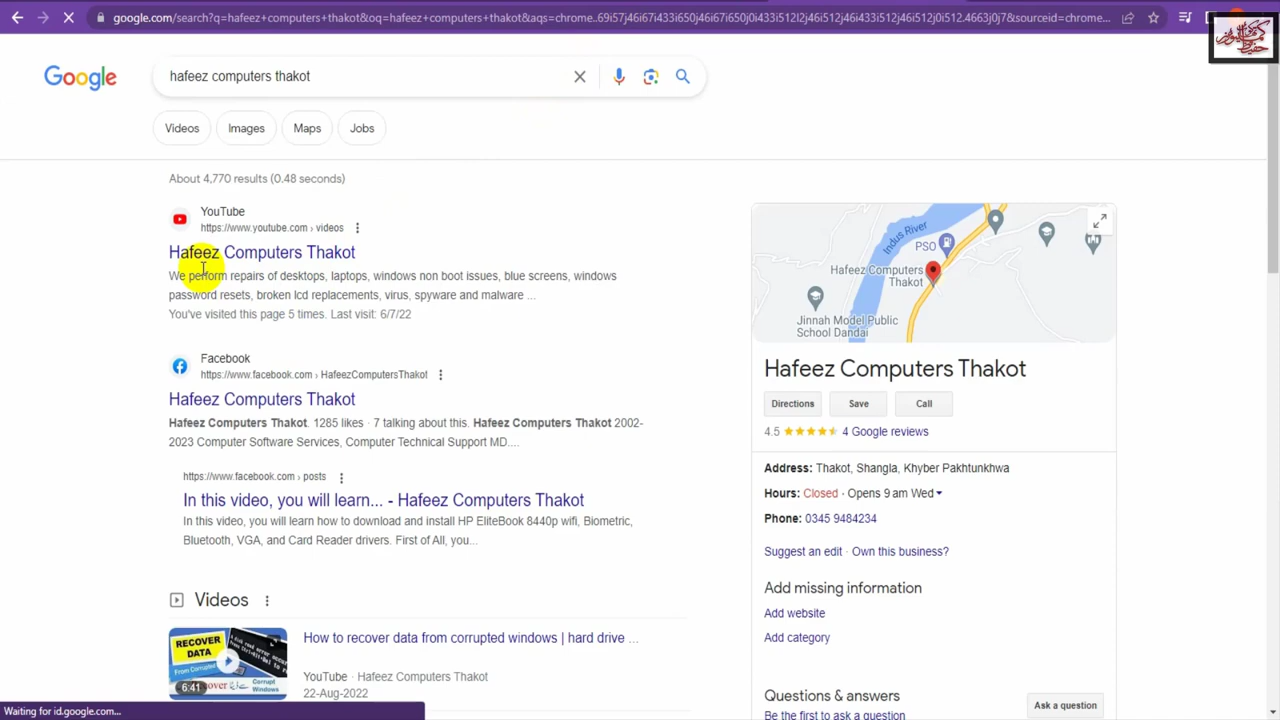 google.com/search?q=hafeez+computers+thakot&oq=hafeez+computers+thakot&aqs=chrome..69i57j46i67i433i650j46i67i650j0i433i512l2j46i512j46i433i512j46i512j0i512.4663j0j7&sourceid=chrome...
Google
hafeez computers thakot
Videos
Images
Maps
Jobs
About 4,770 results (0.48 seconds)
YouTube
https://www.youtube.com › videos
Hafeez Computers Thakot
We perform repairs of desktops, laptops, windows non boot issues, blue screens, windows
password resets, broken lcd replacements, virus, spyware and malware ...
You've visited this page 5 times. Last visit: 6/7/22
Facebook
https://www.facebook.com › HafeezComputersThakot
Hafeez Computers Thakot
Hafeez Computers Thakot. 1285 likes · 7 talking about this. Hafeez Computers Thakot 2002-
2023 Computer Software Services, Computer Technical Support MD....
https://www.facebook.com › posts
In this video, you will learn... - Hafeez Computers Thakot
In this video, you will learn how to download and install HP EliteBook 8440p wifi, Biometric,
Bluetooth, VGA, and Card Reader drivers. First of All, you...
Videos
RECOVER
DATA
From Corrupted
6:41
Corrupt
Windows
How to recover data from corrupted windows | hard drive ...
YouTube · Hafeez Computers Thakot
22-Aug-2022
Indus River
PSO
Hafeez Computers
Thakot
Jinnah Model Public
School Dandai
Hafeez Computers Thakot
Directions
Save
Call
4.5
4 Google reviews
Address: Thakot, Shangla, Khyber Pakhtunkhwa
Hours: Closed · Opens 9 am Wed
Phone: 0345 9484234
Suggest an edit · Own this business?
Add missing information
Add website
Add category
Questions & answers
Be the first to ask a question
Ask a question
Waiting for id.google.com...